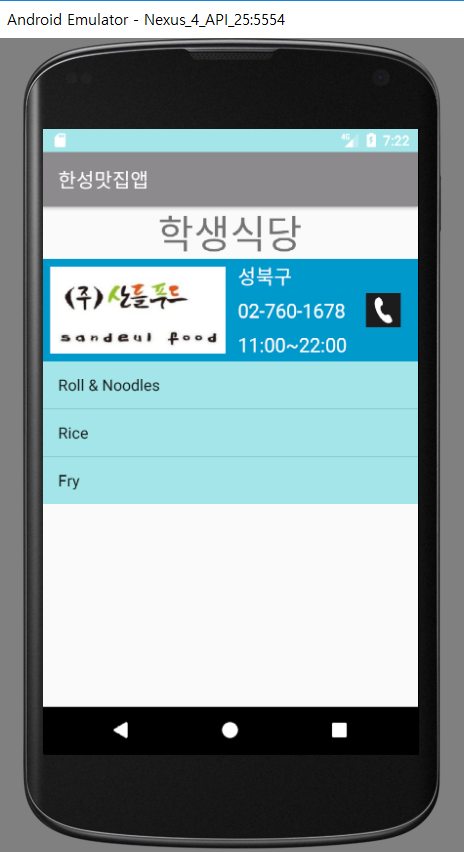 Android Emulator - Nexus_4_API_25:5554
4G 7:22
한성맛집앱
학생식당
(주)산들푸드
sandeul food
성북구
02-760-1678
11:00~22:00
Roll & Noodles
Rice
Fry